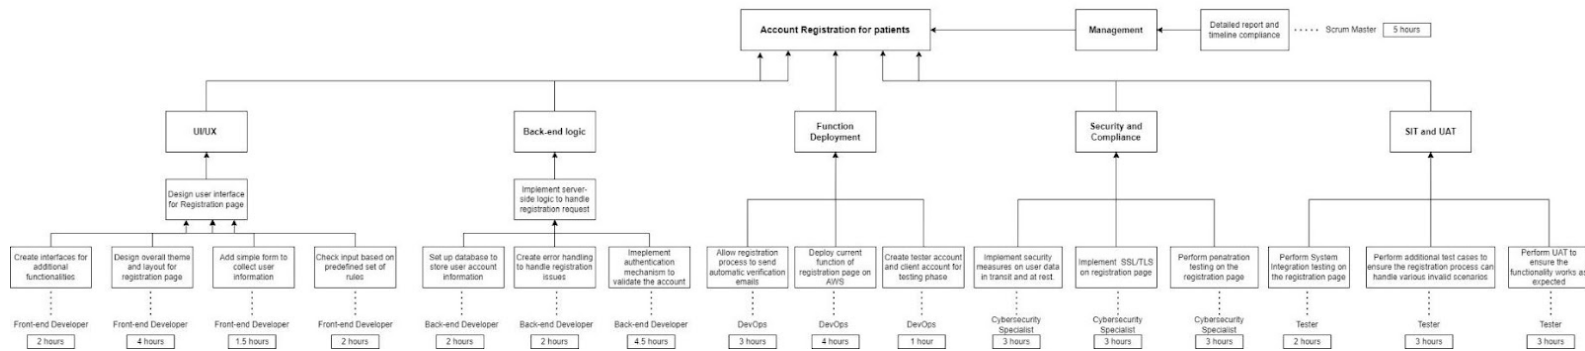 Account Registration for patients
Management
Detailed report and
timeline compliance
Scrum Master
5 hours
UI/UX
Back-end logic
Function
Deployment
Security and
Compliance
SIT and UAT
Design user interface
for Registration page
Implement server-
side logic to handle
registration request
Create interfaces for
additional
functionalities
Design overall theme
and layout for
registration page
Add simple form to
collect user
information
Check input based on
predefined set of
rules
Set up database to
store user account
information
Create error handling to
handle registration
issues
Imeplement
authentication
mechanism to
validate the account
Allow registration
process to send
automatic verification
emails
Deploy current
function of
registration page on
AWS
Create tester account
and client account for
testing phase
Implement security
measures on user data
in transit and at rest.
Implement SSL/TLS
on registration page
Perform penatration
testing on the
registration page
Perform System
Integration testing on
the registration page
Perform additional test cases to
ensure the registration process can
handle various invalid scenarios
Perform UAT to
ensure the
functionality works as
expected
Front-end Developer
2 hours
Front-end Developer
4 hours
Front-end Developer
1.5 hours
Front-end Developer
2 hours
Back-end Developer
2 hours
Back-end Developer
2 hours
Back-end Developer
4.5 hours
DevOps
3 hours
DevOps
4 hours
DevOps
1 hour
Cybersecurity
Specialist
3 hours
Cybersecurity
Specialist
3 hours
Cybersecurity
Specialist
3 hours
Tester
2 hours
Tester
3 hours
Tester
3 hours